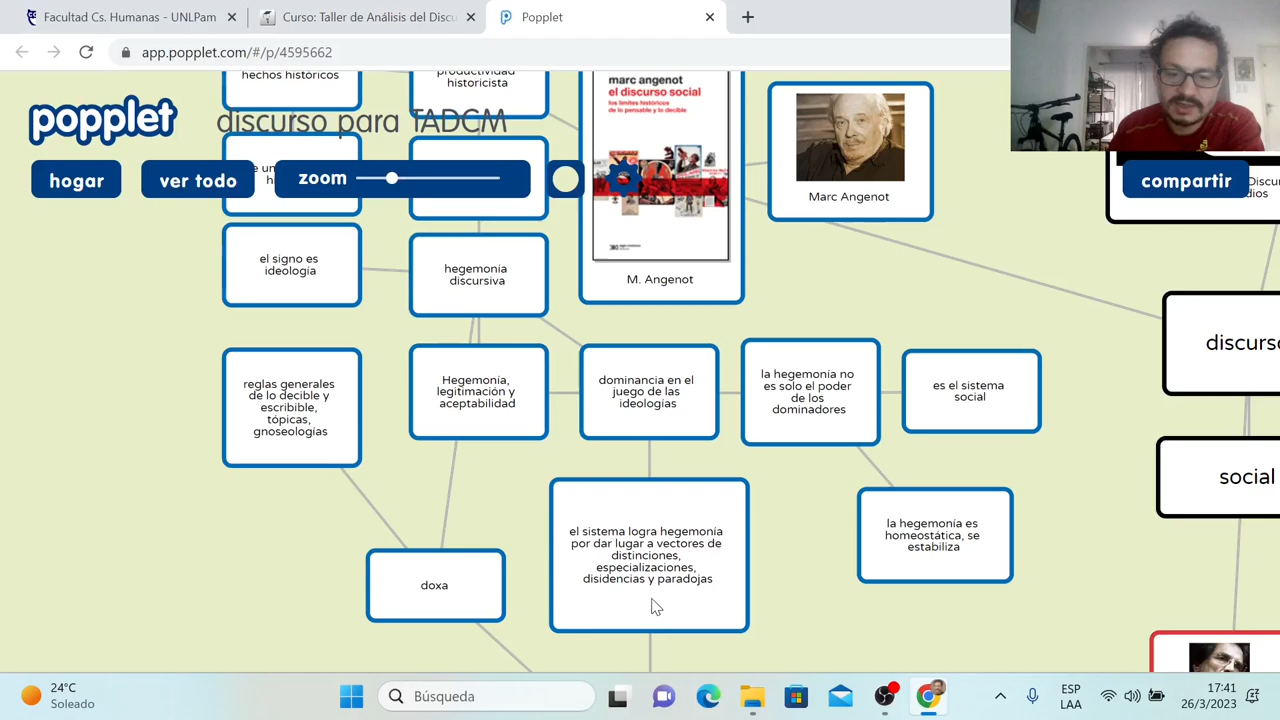 Facultad Cs. Humanas - UNLPam
Curso: Taller de Análisis del Discu
Popplet
app.popplet.com/#/p/4595662
popplet
discurso para TADCM
hogar
ver todo
zoom
compartir
hechos históricos
productividad
historicista
marc angenot
el discurso social
los límites históricos
de lo pensable y lo decible
M. Angenot
Marc Angenot
el signo es
ideología
hegemonía
discursiva
discurso
reglas generales
de lo decible y
escribible,
tópicas,
gnoseologías
Hegemonía,
legitimación y
aceptabilidad
dominancia en el
juego de las
ideologías
la hegemonía no
es solo el poder
de los
dominadores
es el sistema
social
social
el sistema logra hegemonía
por dar lugar a vectores de
distinciones,
especializaciones,
disidencias y paradojas
la hegemonía es
homeostática, se
estabiliza
doxa
24°C
Soleado
Búsqueda
ESP
LAA
17:41
26/3/2023